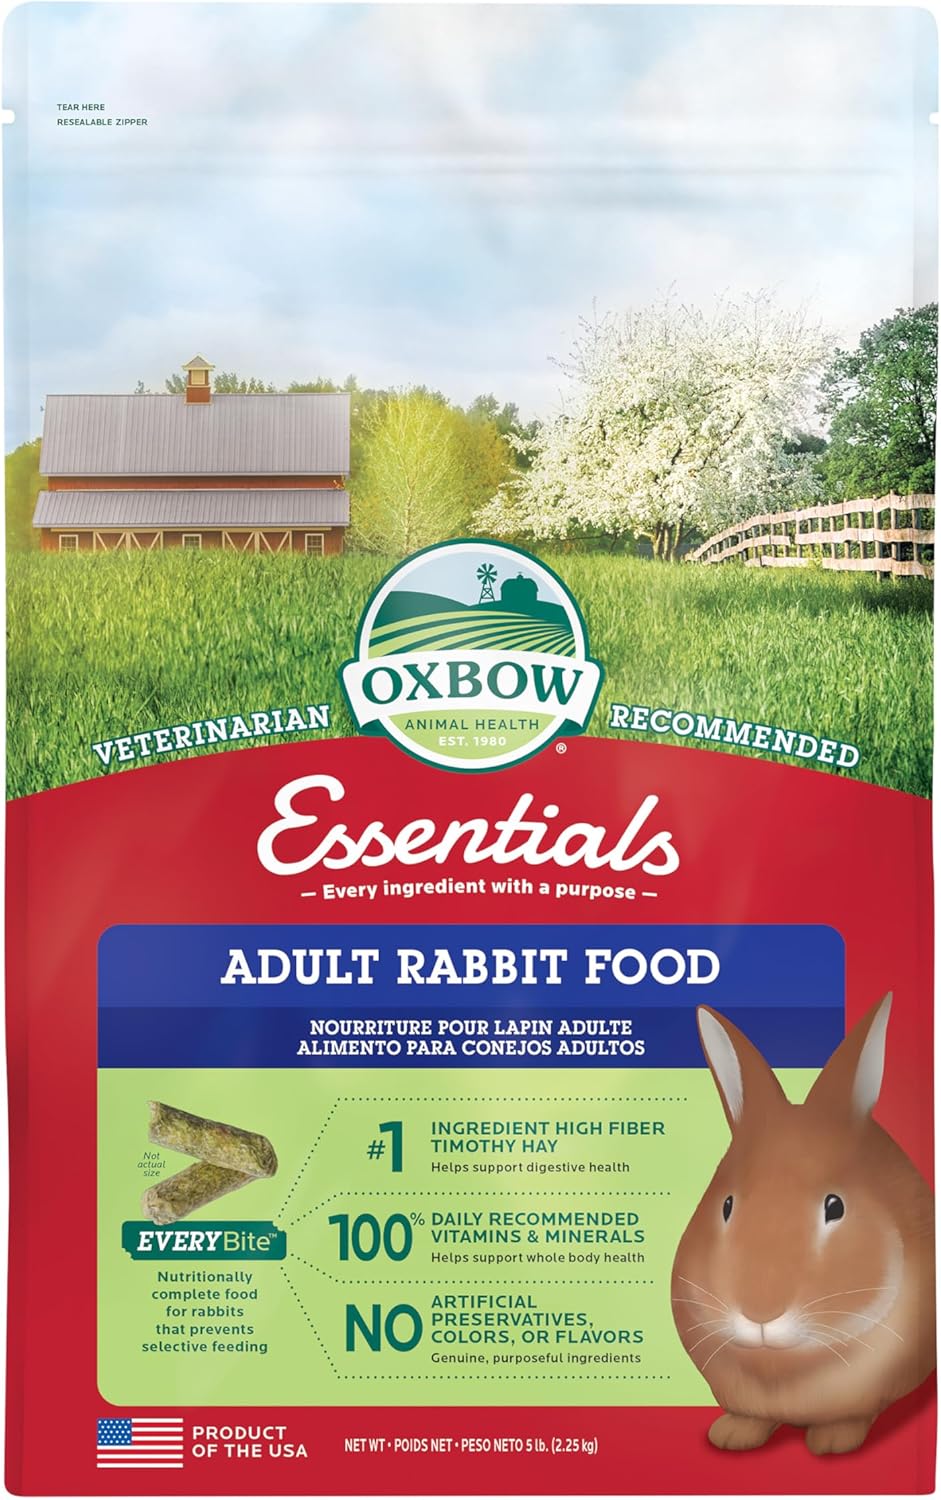 TEAR HERE
RESEALABLE ZIPPER
OXBOW
ANIMAL HEALTH
EST. 1980
®
VETERINARIAN RECOMMENDED
Essentials
— Every ingredient with a purpose —
ADULT RABBIT FOOD
NOURRITURE POUR LAPIN ADULTE
ALIMENTO PARA CONEJOS ADULTOS
Not
actual
size
EVERYBite™
Nutritionally
complete food
for rabbits
that prevents
selective feeding
#1 INGREDIENT HIGH FIBER
TIMOTHY HAY
Helps support digestive health
100% DAILY RECOMMENDED
VITAMINS & MINERALS
Helps support whole body health
NO ARTIFICIAL
PRESERVATIVES,
COLORS, OR FLAVORS
Genuine, purposeful ingredients
PRODUCT
OF THE USA
NET WT • POIDS NET • PESO NETO 5 lb. (2.25 kg)